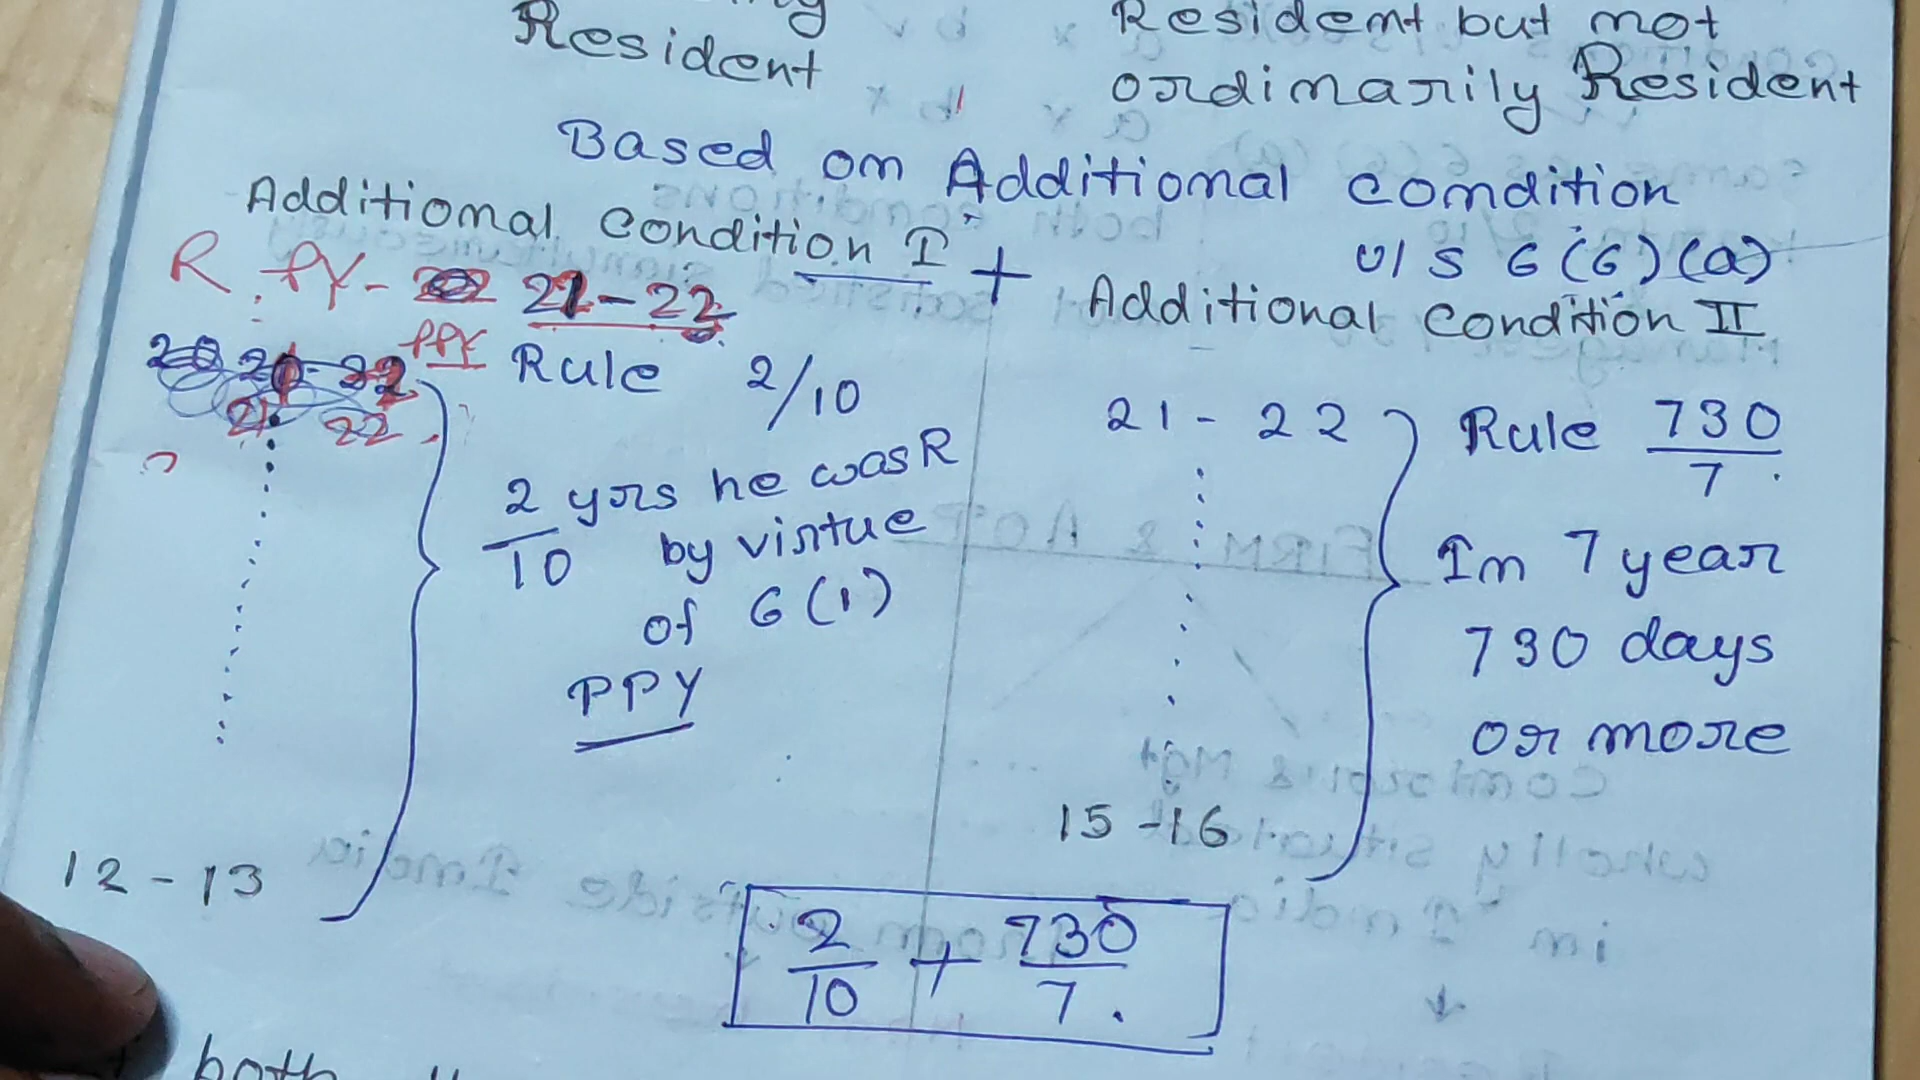 Resident
Resident but not
ordinarily Resident
Based on Additional condition
u/s 6(6)(a)
Additional Condition I +
Additional Condition II
R PY- 21-22
PPY
Rule 2/10
21 22
2/10 yrs he was R
by virtue
of 6(1)
PPY
12-13
21-22
15-16
Rule 730/7.
In 7 year
730 days
or more
2/10 + 730/7.
both